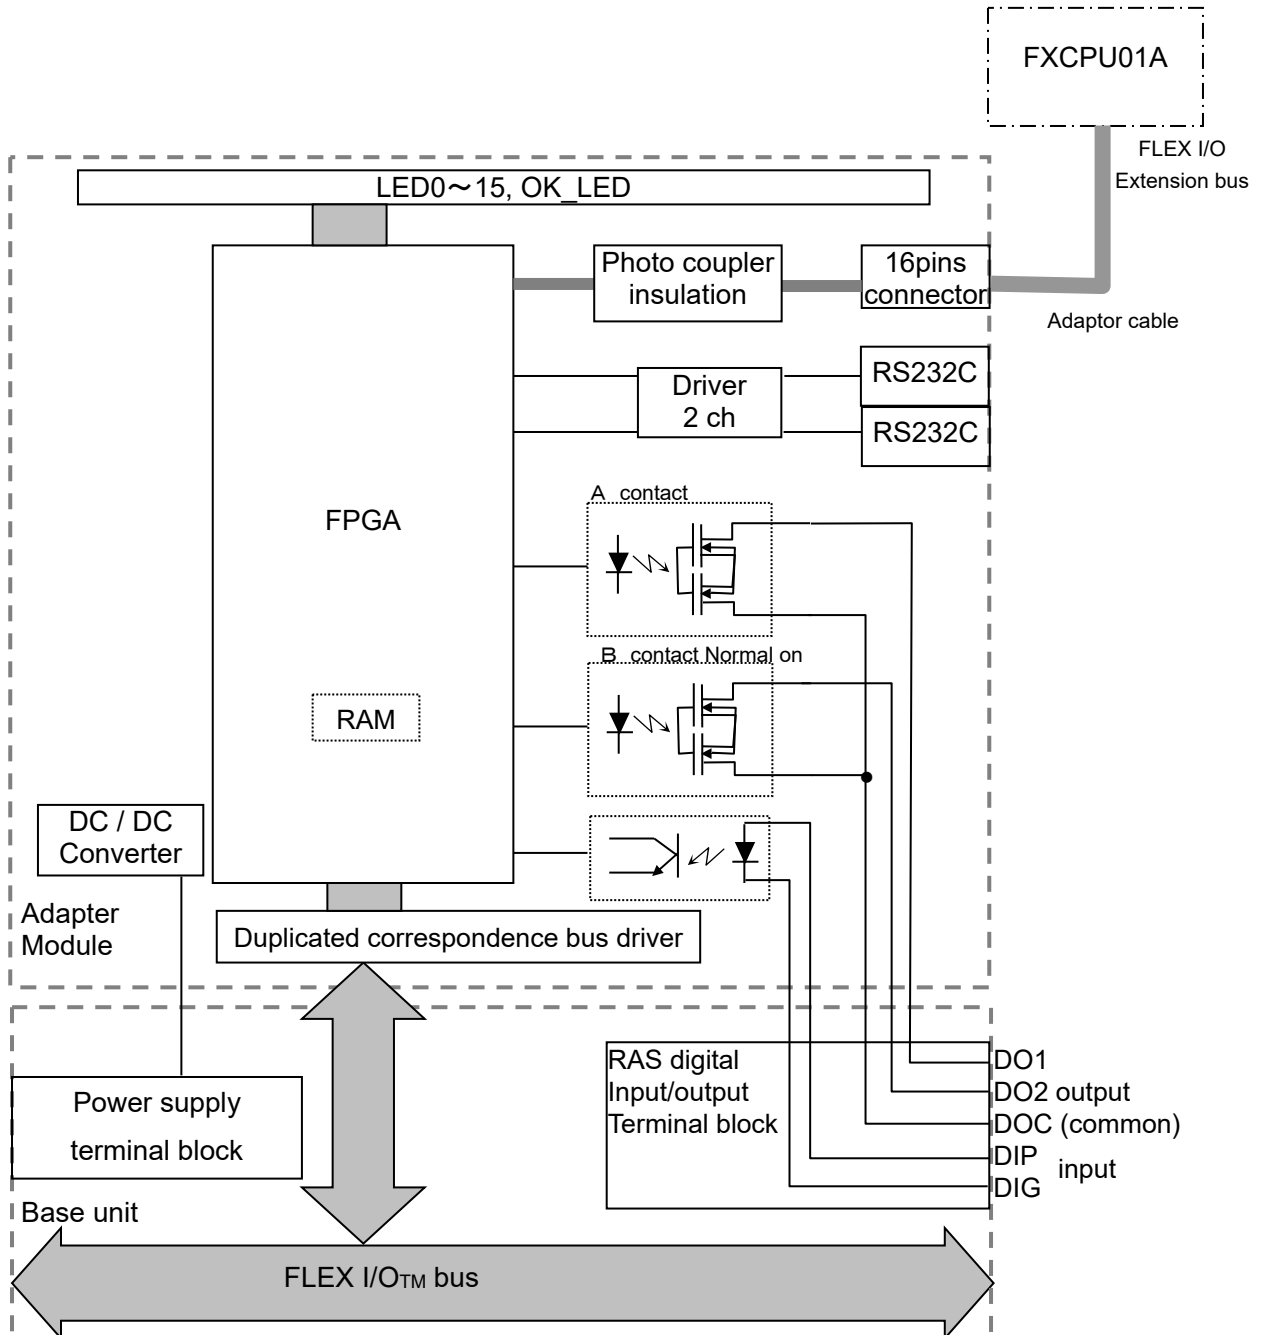 FXCPU01A
FLEX I/O
Extension bus
LED0～15, OK_LED
Photo coupler
insulation
16pins
connector
Adaptor cable
Driver
2 ch
RS232C
RS232C
A contact
FPGA
B contact Normal on
RAM
DC / DC
Converter
Adapter
Module
Duplicated correspondence bus driver
RAS digital
Input/output
Terminal block
DO1
DO2 output
DOC (common)
DIP
input
DIG
Power supply
terminal block
Base unit
FLEX I/OTM bus